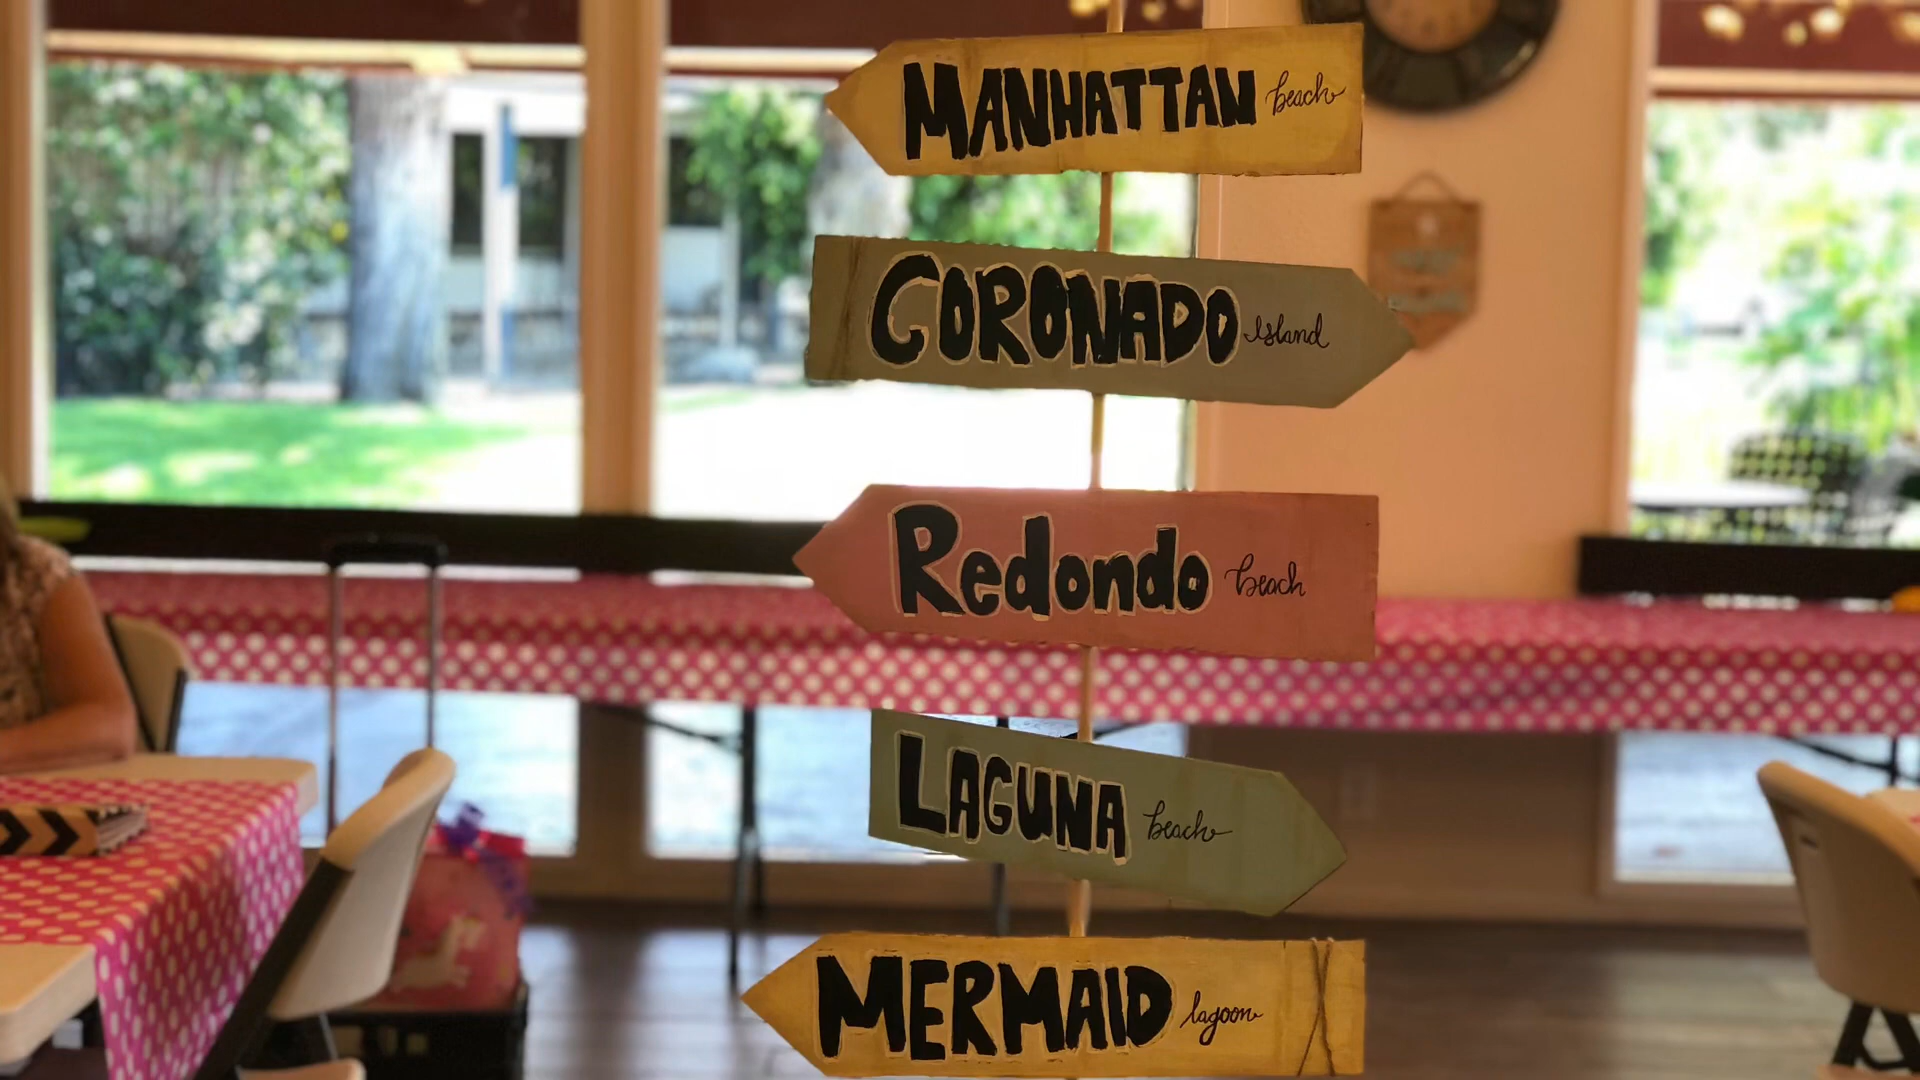 MANHATTAN beach
CORONADO Island
Redondo beach
LAGUNA beach
MERMAID lagoon